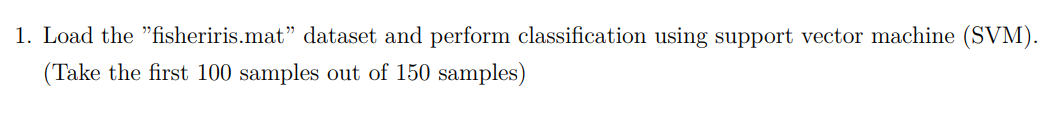 1. Load the ”fisheriris.mat” dataset and perform classification using support vector machine (SVM).
(Take the first 100 samples out of 150 samples)